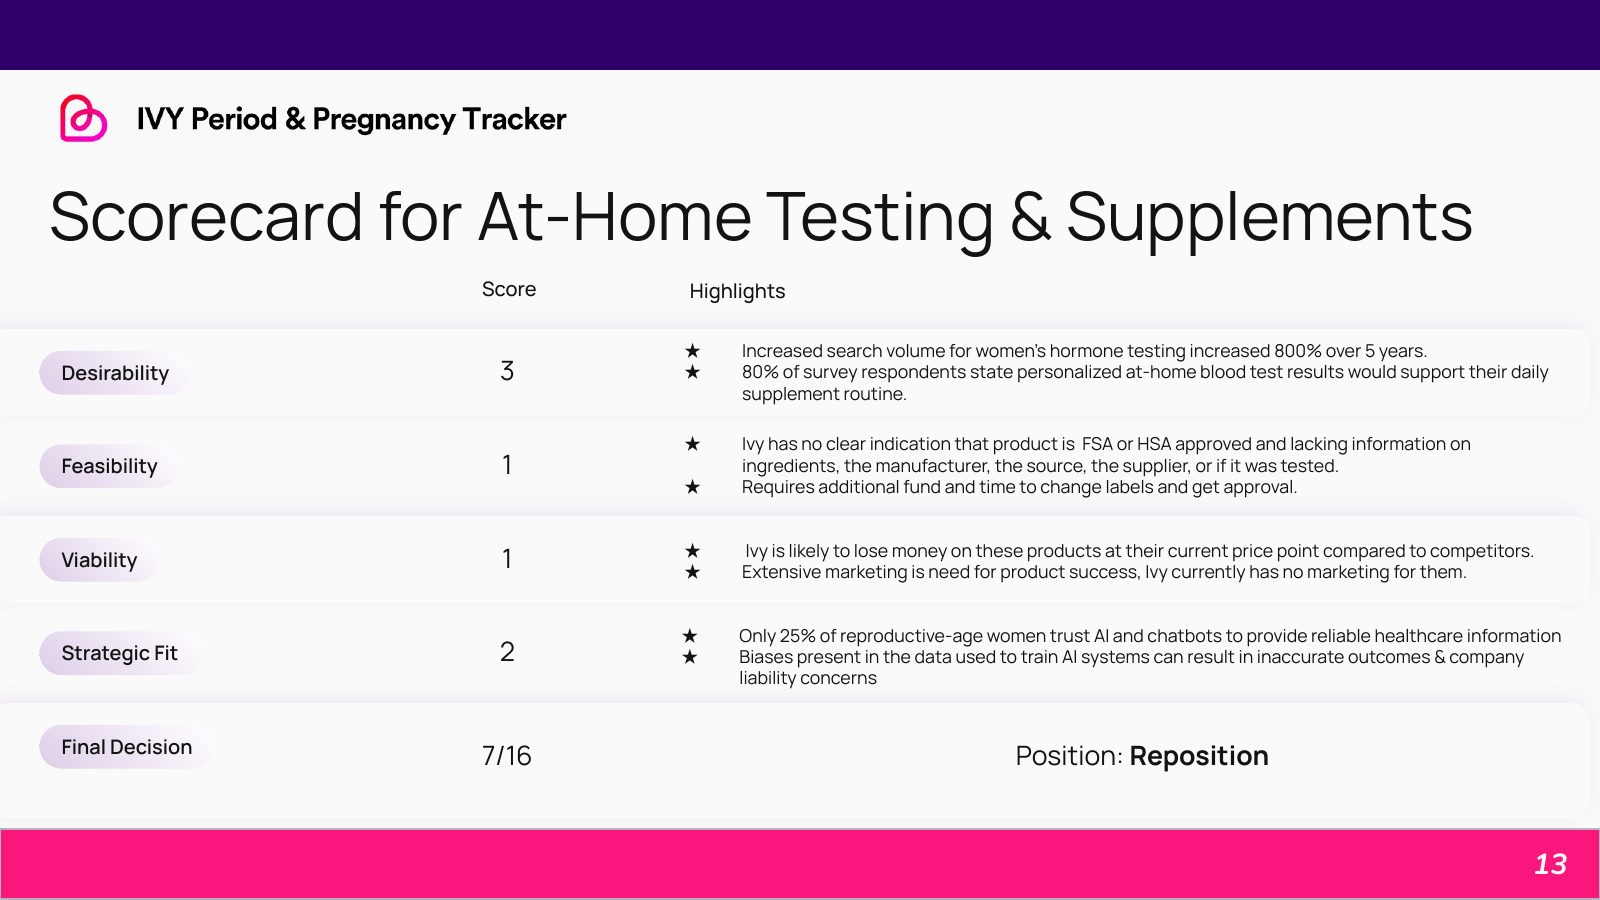 IVY Period & Pregnancy Tracker
Scorecard for At-Home Testing & Supplements
Score
Highlights
Desirability
3
★ Increased search volume for women's hormone testing increased 800% over 5 years.
★ 80% of survey respondents state personalized at-home blood test results would support their daily
supplement routine.
Feasibility
1
★ Ivy has no clear indication that product is FSA or HSA approved and lacking information on
ingredients, the manufacturer, the source, the supplier, or if it was tested.
★ Requires additional fund and time to change labels and get approval.
Viability
1
★ Ivy is likely to lose money on these products at their current price point compared to competitors.
★ Extensive marketing is need for product success, Ivy currently has no marketing for them.
Strategic Fit
2
★ Only 25% of reproductive-age women trust AI and chatbots to provide reliable healthcare information
★ Biases present in the data used to train AI systems can result in inaccurate outcomes & company
liability concerns
Final Decision
7/16
Position: Reposition
13